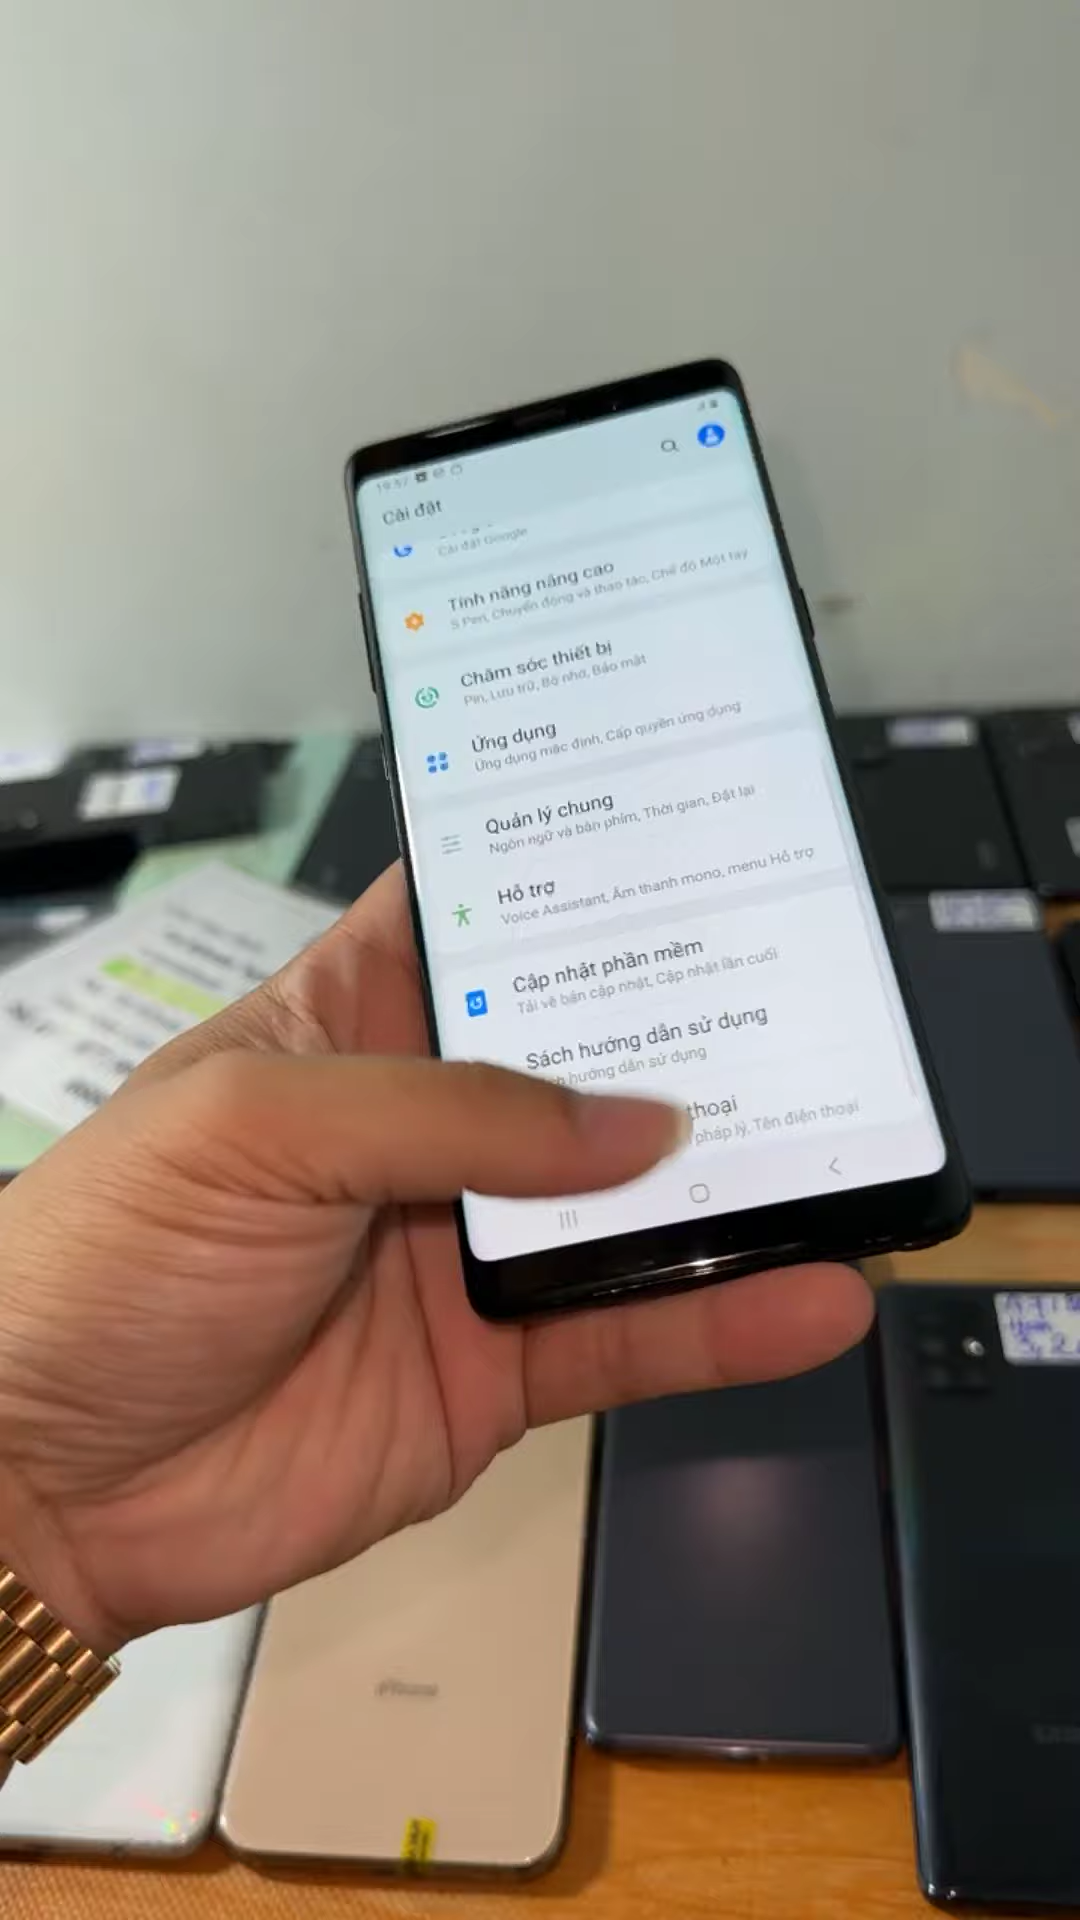 19:57
Cài đặt
Cài đặt Google
Tính năng nâng cao
S Pen, Chuyển động và thao tác, Chế độ Một tay
Chăm sóc thiết bị
Pin, Lưu trữ, Bộ nhớ, Bảo mật
Ứng dụng
Ứng dụng mặc định, Cấp quyền ứng dụng
Quản lý chung
Ngôn ngữ và bàn phím, Thời gian, Đặt lại
Hỗ trợ
Voice Assistant, Âm thanh mono, menu Hỗ trợ
Cập nhật phần mềm
Tải về bản cập nhật, Cập nhật lần cuối
Sách hướng dẫn sử dụng
hướng dẫn sử dụng
thoại
pháp lý, Tên điện thoại
iPhone